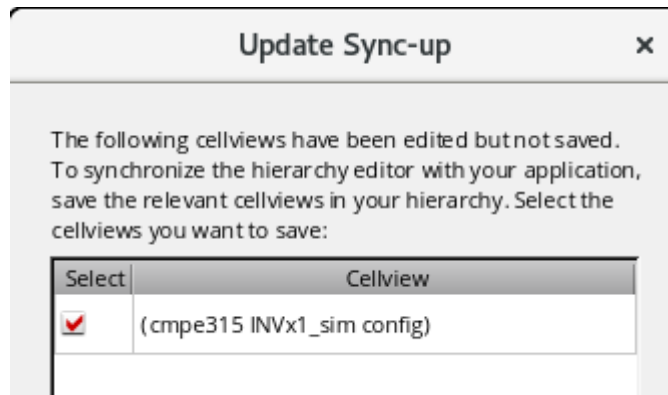 Update Sync-up
The following cellviews have been edited but not saved.
To synchronize the hierarchy editor with your application,
save the relevant cellviews in your hierarchy. Select the
cellviews you want to save:
Select Cellview
(cmpe315 INVx1_sim config)